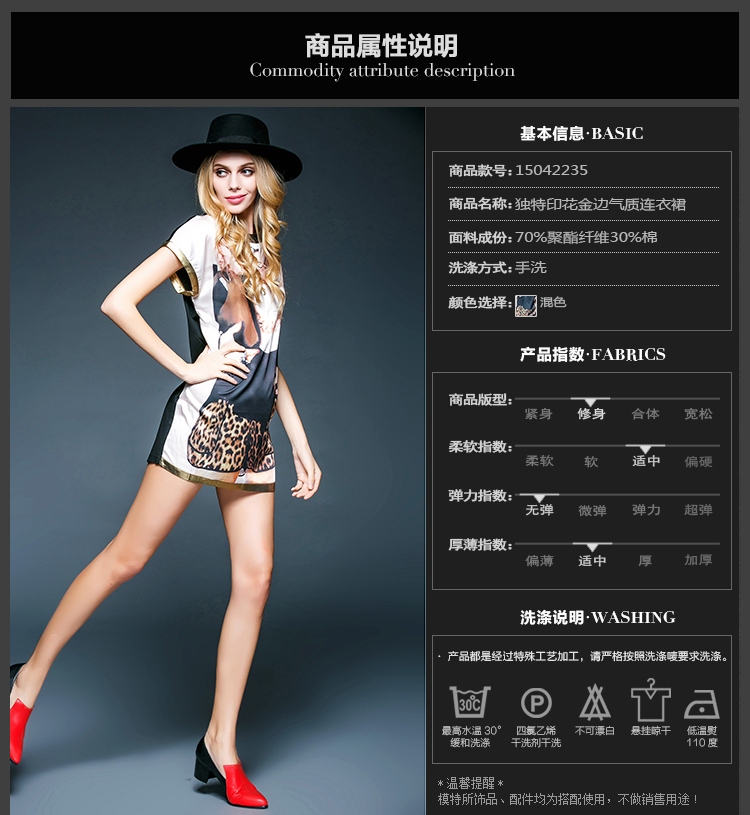 商品属性说明
Commodity attribute description
基本信息·BASIC
商品款号:15042235
商品名称:独特印花金边气质连衣裙
面料成份:70%聚酯纤维30%棉
洗涤方式:手洗
颜色选择:混色
产品指数·FABRICS
商品版型:
紧身 修身 合体 宽松
柔软指数:
柔软 软 适中 偏硬
弹力指数:
无弹 微弹 弹力 超弹
厚薄指数:
偏薄 适中 厚 加厚
洗涤说明·WASHING
· 产品都是经过特殊工艺加工，请严格按照洗涤唛要求洗涤。
30℃ P
最高水温 30° 四氯乙烯 不可漂白 悬挂晾干 低温熨
缓和洗涤 干洗剂干洗 110 度
*温馨提醒*
模特所饰品、配件均为搭配使用，不做销售用途！